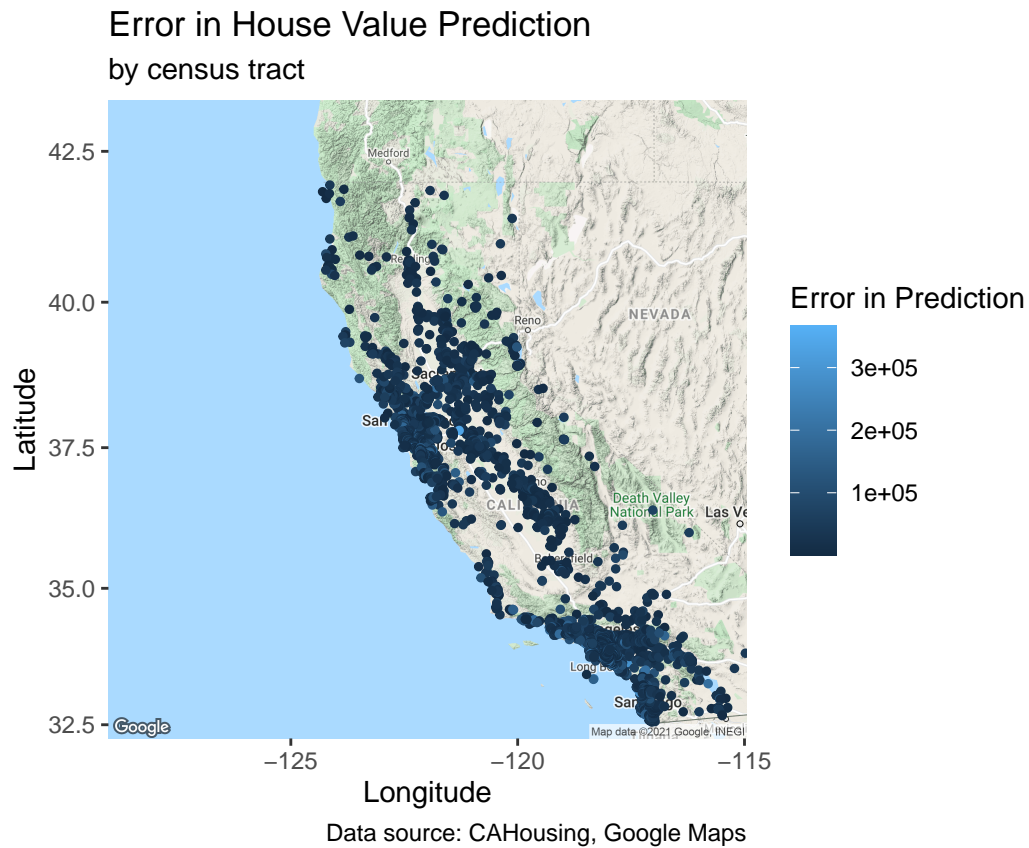 Error in House Value Prediction
by census tract
Latitude
42.5
40.0
37.5
35.0
32.5
Medford
Reno
NEVADA
Death Valley
National Park
Las Ve
Long
San
Google
Map data ©2021 Google, INEGI
−125
−120
−115
Longitude
Data source: CAHousing, Google Maps
Error in Prediction
3e+05
2e+05
1e+05